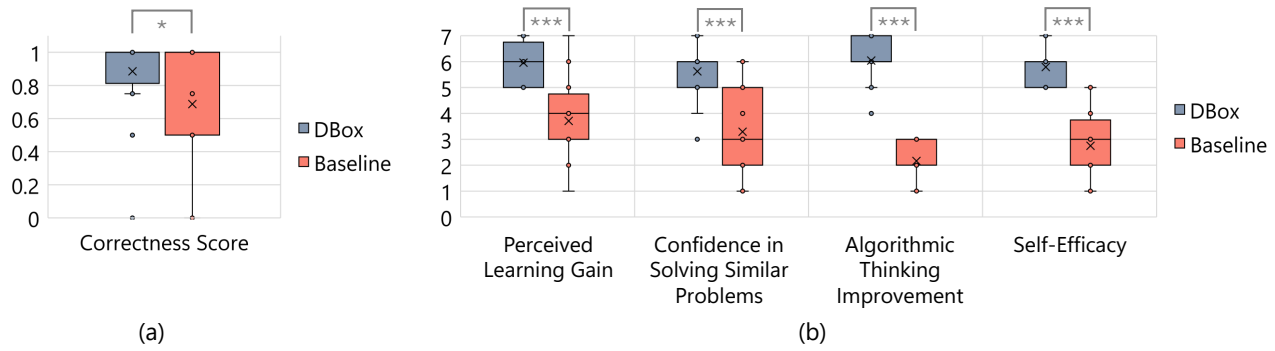 *
1
0.8
0.6
0.4
0.2
0
Correctness Score
DBox
Baseline
(a)
***
***
***
***
7
6
5
4
3
2
1
0
Perceived
Learning Gain
Confidence in
Solving Similar
Problems
Algorithmic
Thinking
Improvement
Self-Efficacy
DBox
Baseline
(b)